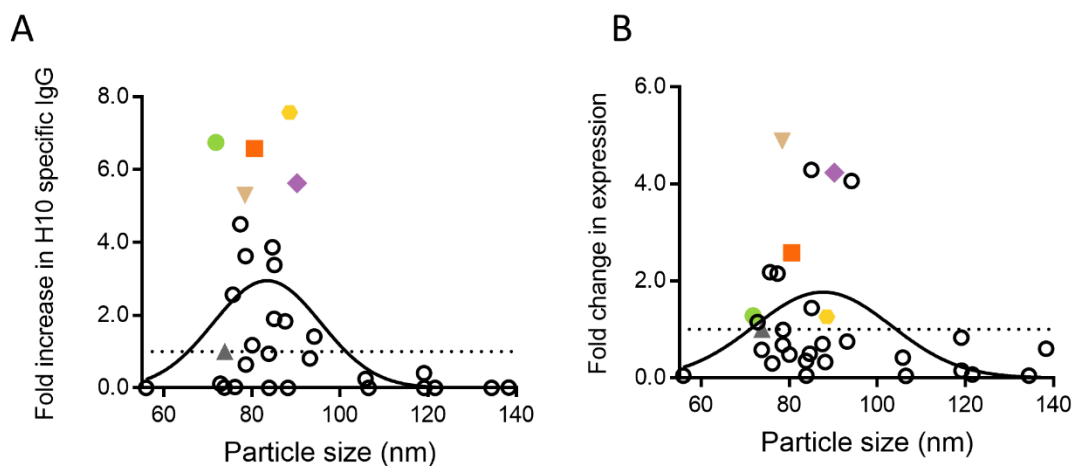 A
Fold increase in H10 specific IgG
8.0
6.0
4.0
2.0
0.0
60 80 100 120 140
Particle size (nm)
B
Fold change in expression
6.0
4.0
2.0
0.0
60 80 100 120 140
Particle size (nm)